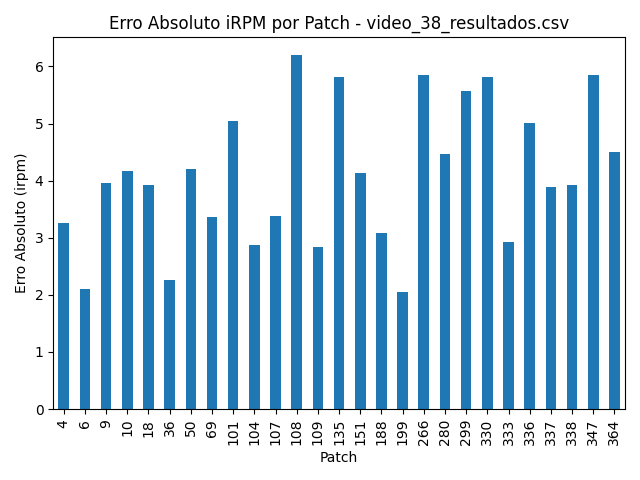 Erro Absoluto iRPM por Patch - video_38_resultados.csv
Erro Absoluto (irpm)
6
5
4
3
2
1
0
4 6 9 10 18 36 50 69 101 104 107 108 109 135 151 188 199 266 280 299 330 333 336 337 338 347 364
Patch